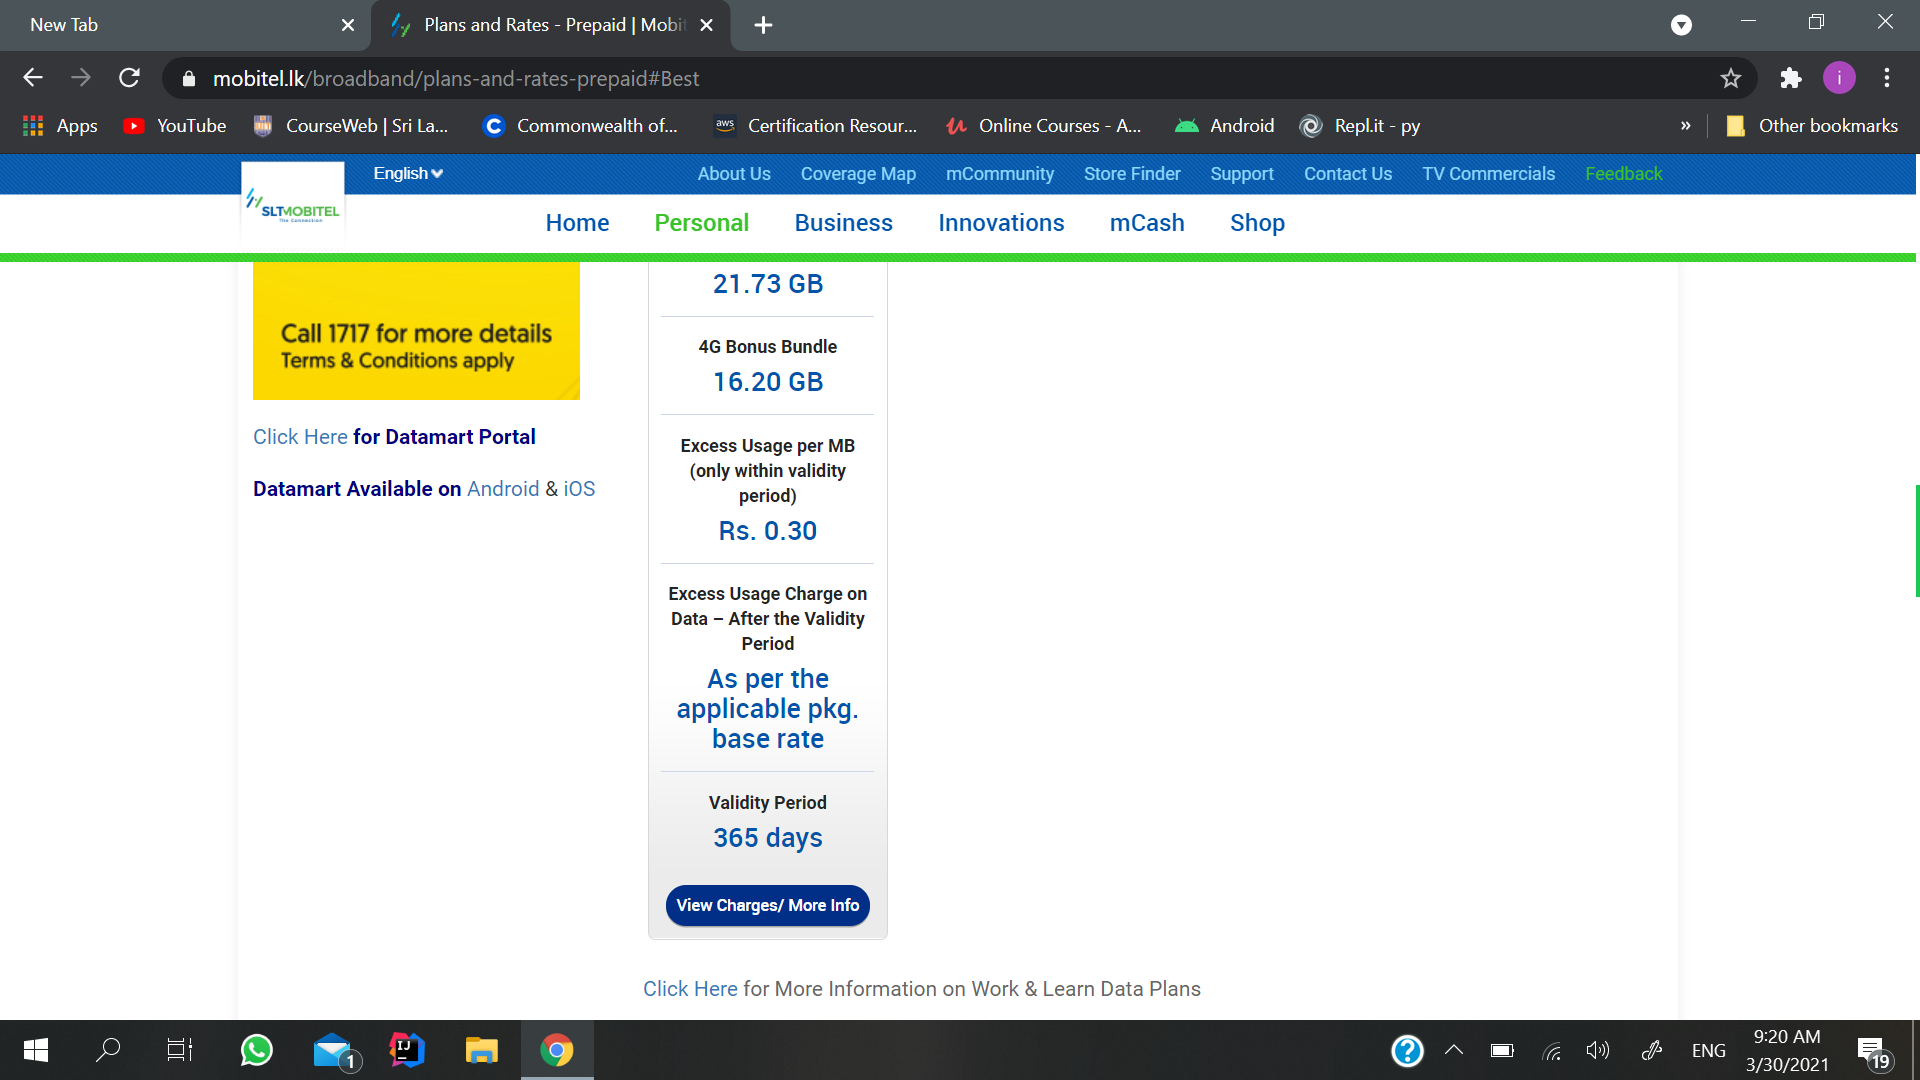 New Tab
Plans and Rates - Prepaid | Mobit
mobitel.lk/broadband/plans-and-rates-prepaid#Best
i
Apps
YouTube
CourseWeb | Sri La...
Commonwealth of...
aws
Certification Resour...
Online Courses - A...
Android
Repl.it - py
»
Other bookmarks
English
About Us
Coverage Map
mCommunity
Store Finder
Support
Contact Us
TV Commercials
Feedback
SLTMOBITEL
The Connection
Home
Personal
Business
Innovations
mCash
Shop
Call 1717 for more details
Terms & Conditions apply
Click Here for Datamart Portal
Datamart Available on Android & iOS
21.73 GB
4G Bonus Bundle
16.20 GB
Excess Usage per MB
(only within validity
period)
Rs. 0.30
Excess Usage Charge on
Data – After the Validity
Period
As per the
applicable pkg.
base rate
Validity Period
365 days
View Charges/ More Info
Click Here for More Information on Work & Learn Data Plans
1
IJ
?
ENG
9:20 AM
3/30/2021
19